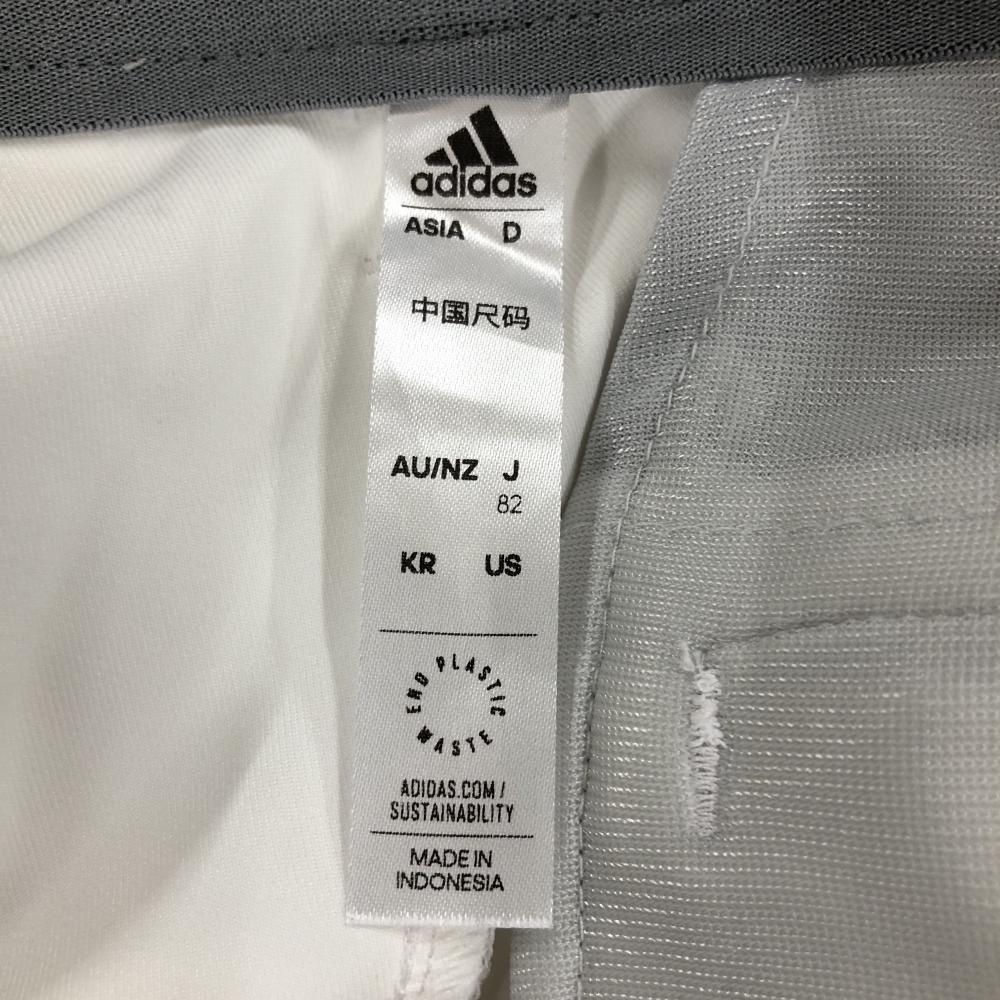 adidas
ASIA D
中国尺码
AU/NZ J
82
KR US
END PLASTIC WASTE
ADIDAS.COM/
SUSTAINABILITY
MADE IN
INDONESIA